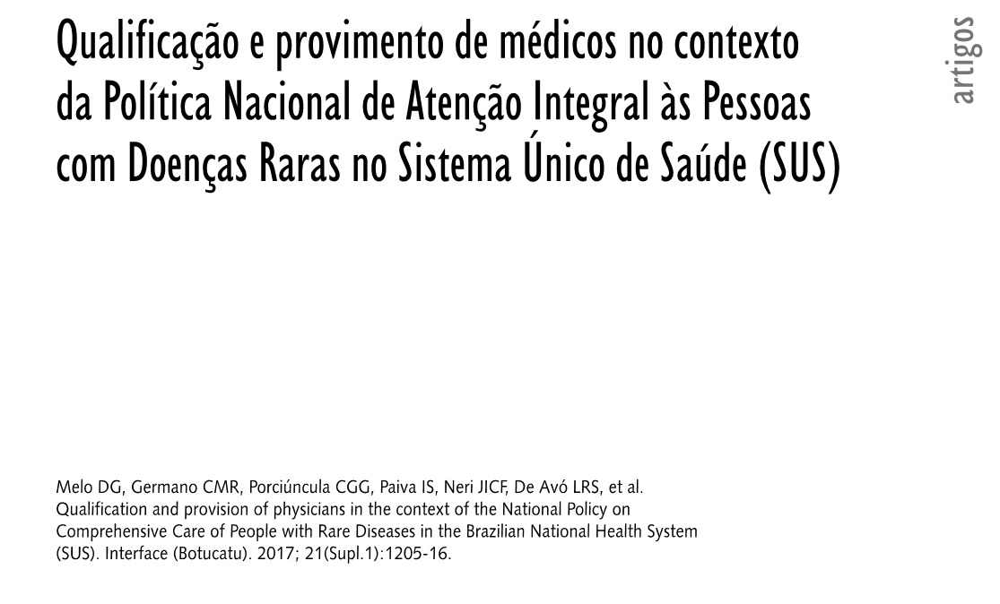 Qualificação e provimento de médicos no contexto
da Política Nacional de Atenção Integral às Pessoas
com Doenças Raras no Sistema Único de Saúde (SUS)
artigos
Melo DG, Germano CMR, Porciúncula CGG, Paiva IS, Neri JICF, De Avó LRS, et al.
Qualification and provision of physicians in the context of the National Policy on
Comprehensive Care of People with Rare Diseases in the Brazilian National Health System
(SUS). Interface (Botucatu). 2017; 21(Supl.1):1205-16.